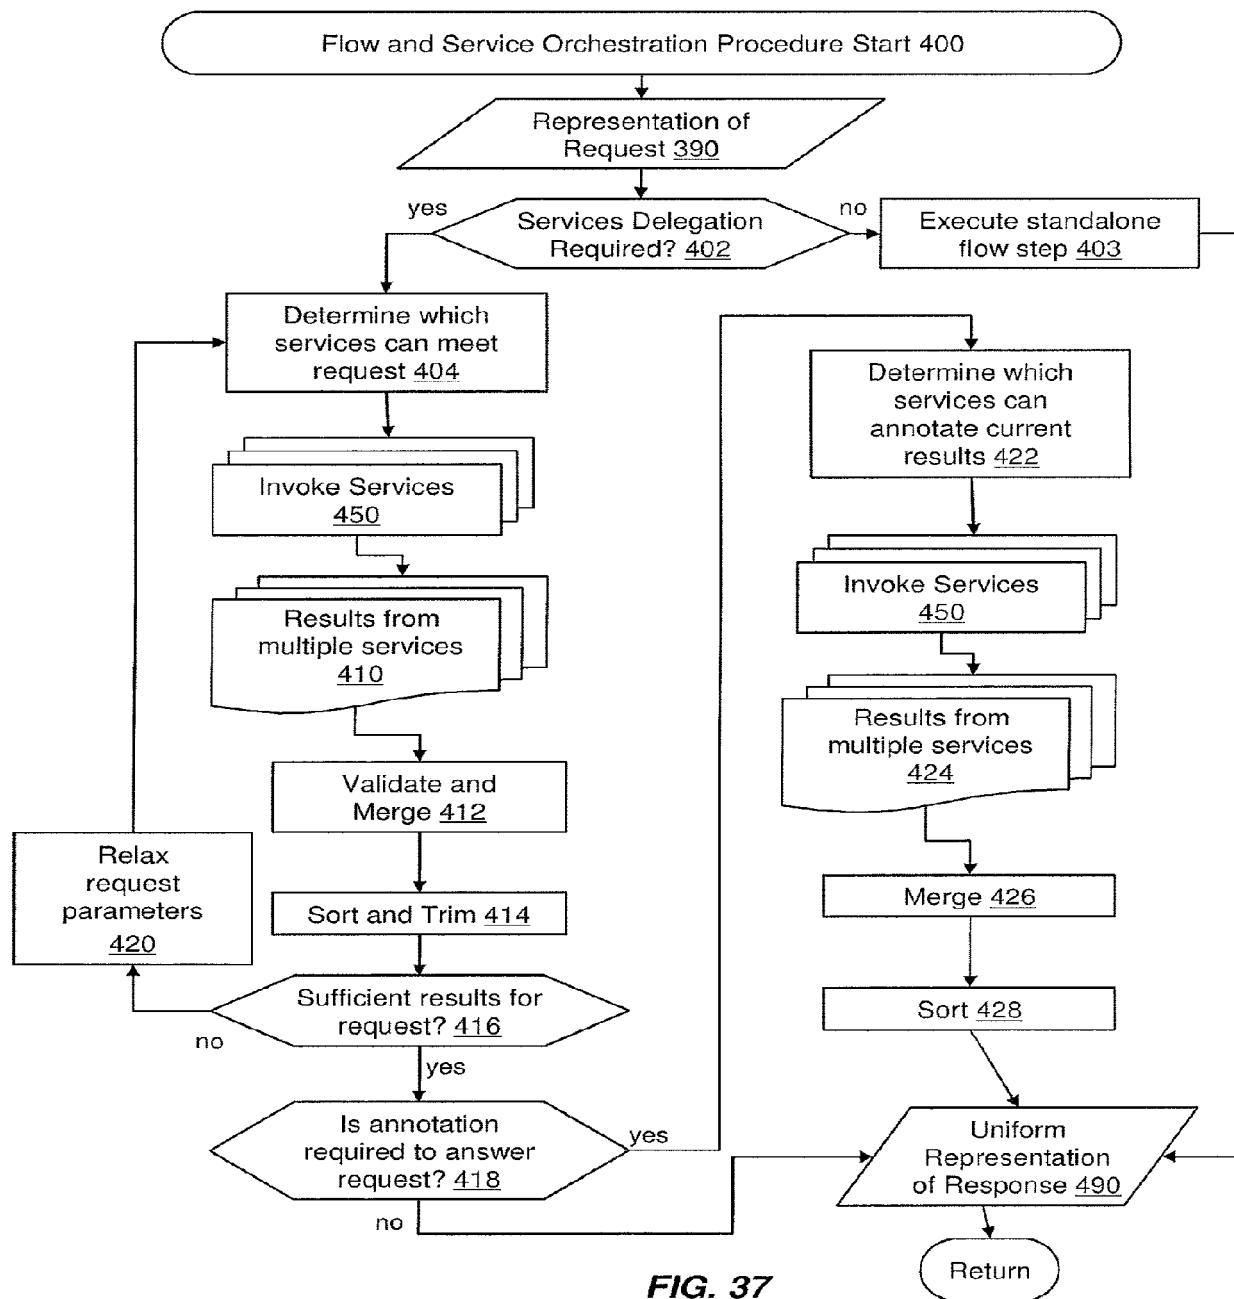 Flow and Service Orchestration Procedure Start 400
Representation of
Request 390
yes
Services Delegation
Required? 402
no
Execute standalone
flow step 403
Determine which
services can meet
request 404
Invoke Services
450
Results from
multiple services
410
Validate and
Merge 412
Relax
request
parameters
420
Sort and Trim 414
Sufficient results for
request? 416
no
yes
Is annotation
required to answer
request? 418
yes
no
Determine which
services can
annotate current
results 422
Invoke Services
450
Results from
multiple services
424
Merge 426
Sort 428
Uniform
Representation
of Response 490
Return
FIG. 37